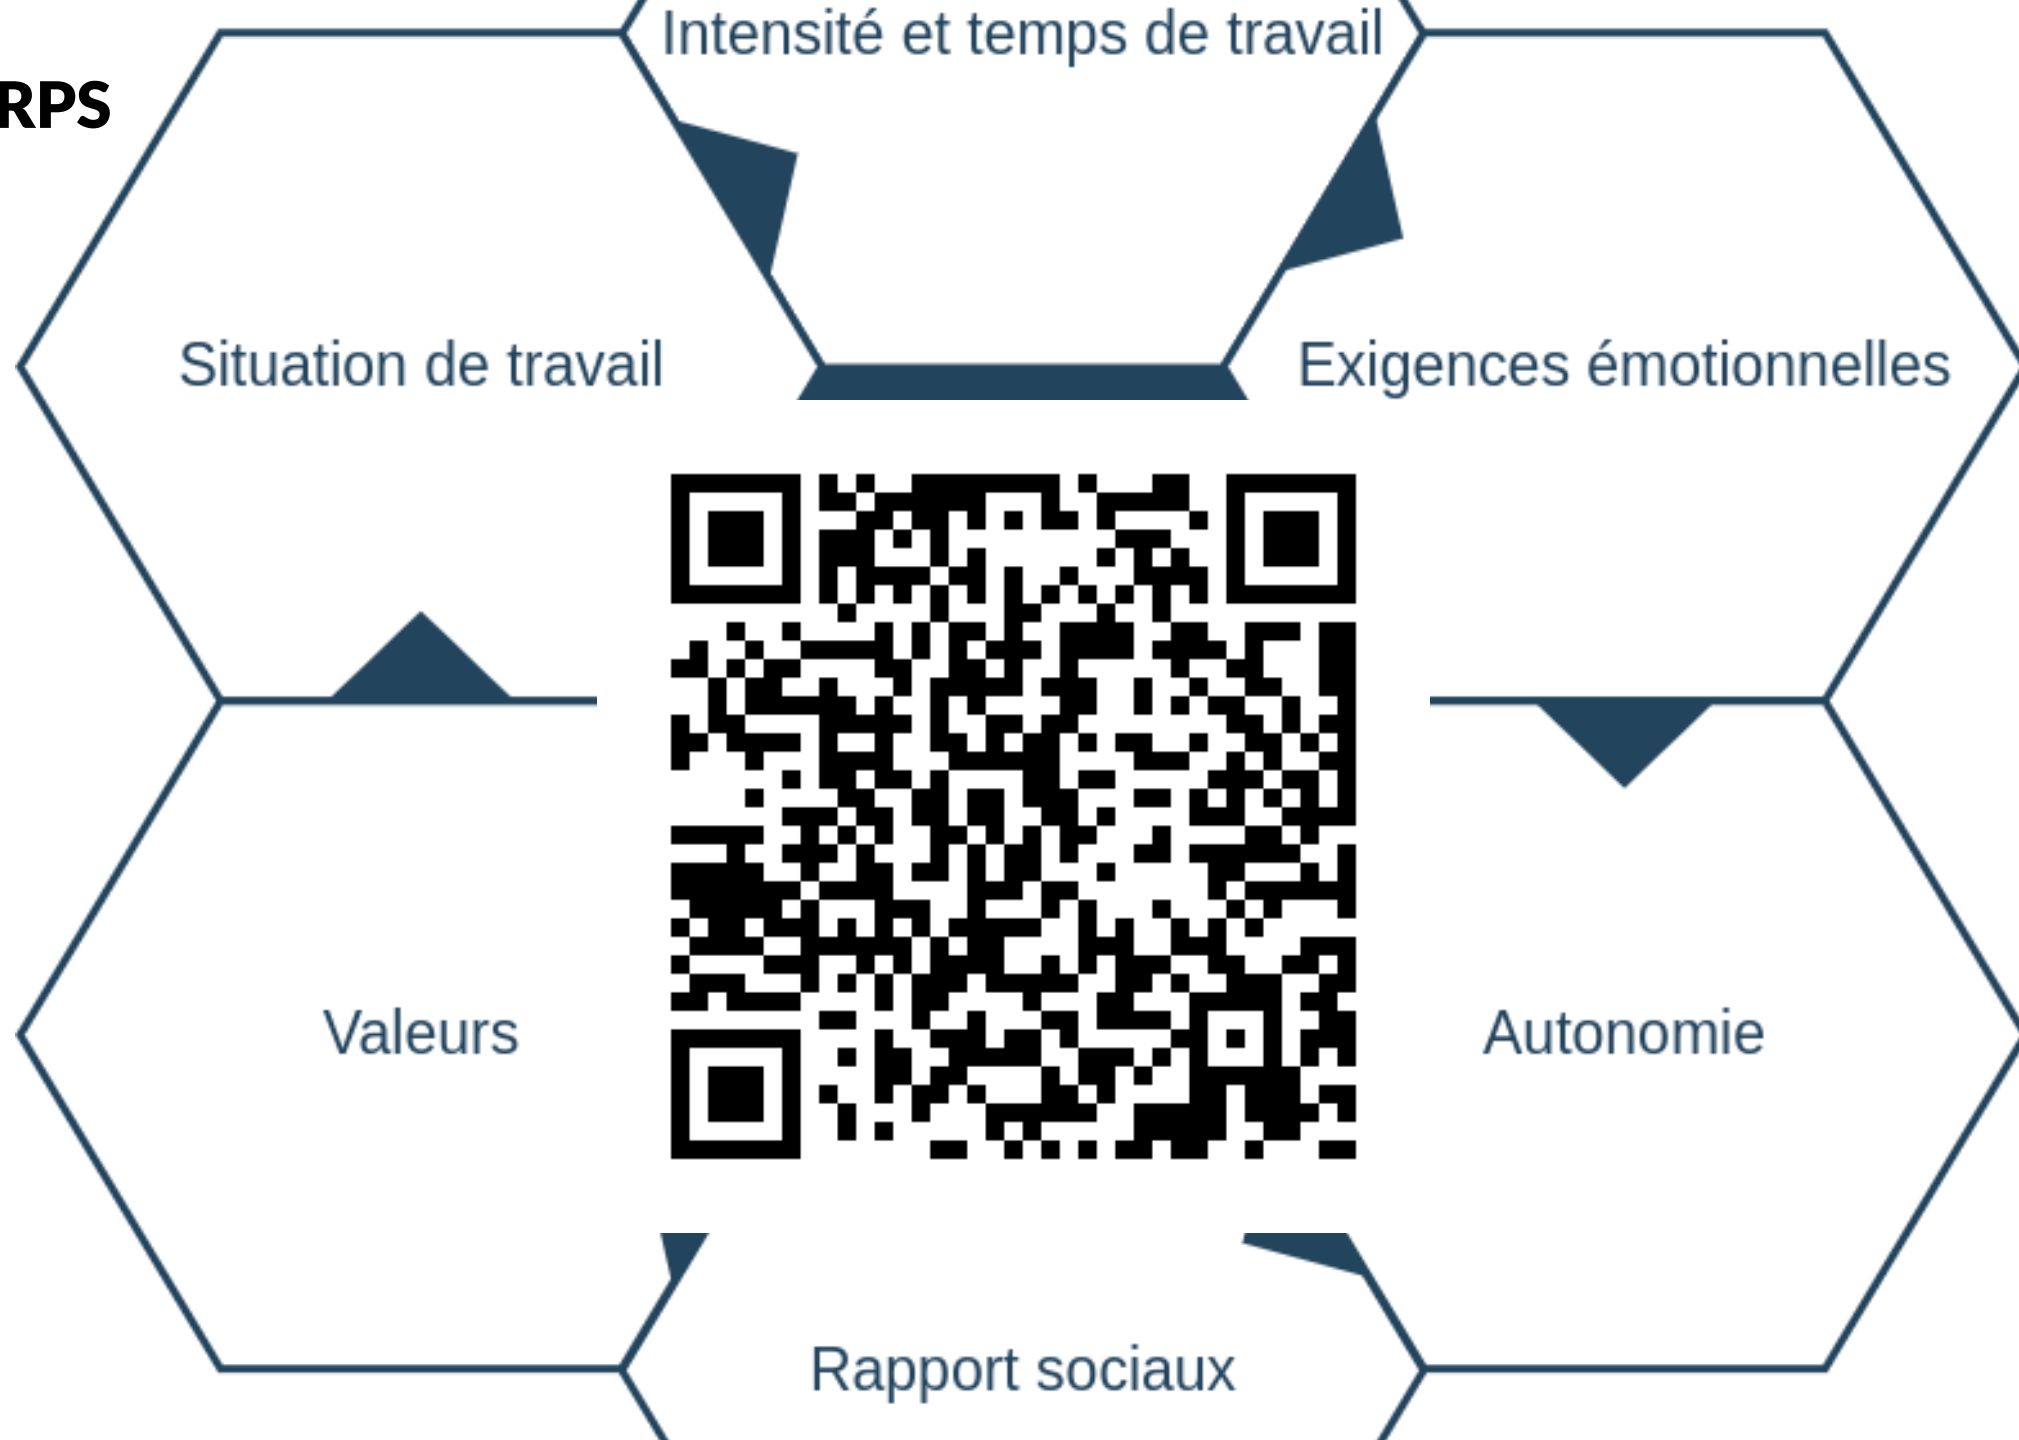 Intensité et temps de travail
RPS
Situation de travail
Exigences émotionnelles
Valeurs
Autonomie
Rapport sociaux